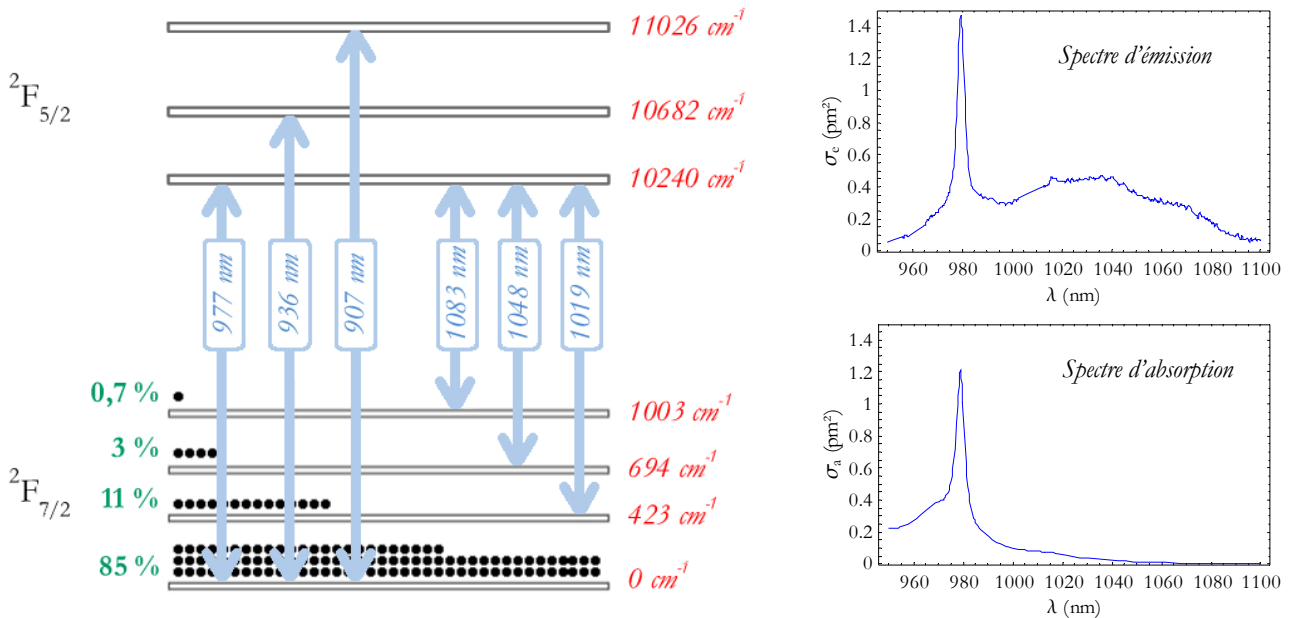 11026 cm⁻¹
²F₅/₂
10682 cm⁻¹
10240 cm⁻¹
977 nm
936 nm
907 nm
1083 nm
1048 nm
1019 nm
0,7 %
1003 cm⁻¹
3 %
694 cm⁻¹
²F₇/₂
11 %
423 cm⁻¹
85 %
0 cm⁻¹
Spectre d'émission
σₑ (pm²)
1.4
1.2
1
0.8
0.6
0.4
0.2
0
960 980 1000 1020 1040 1060 1080 1100
λ (nm)
Spectre d'absorption
σₐ (pm²)
1.4
1.2
1
0.8
0.6
0.4
0.2
0
960 980 1000 1020 1040 1060 1080 1100
λ (nm)